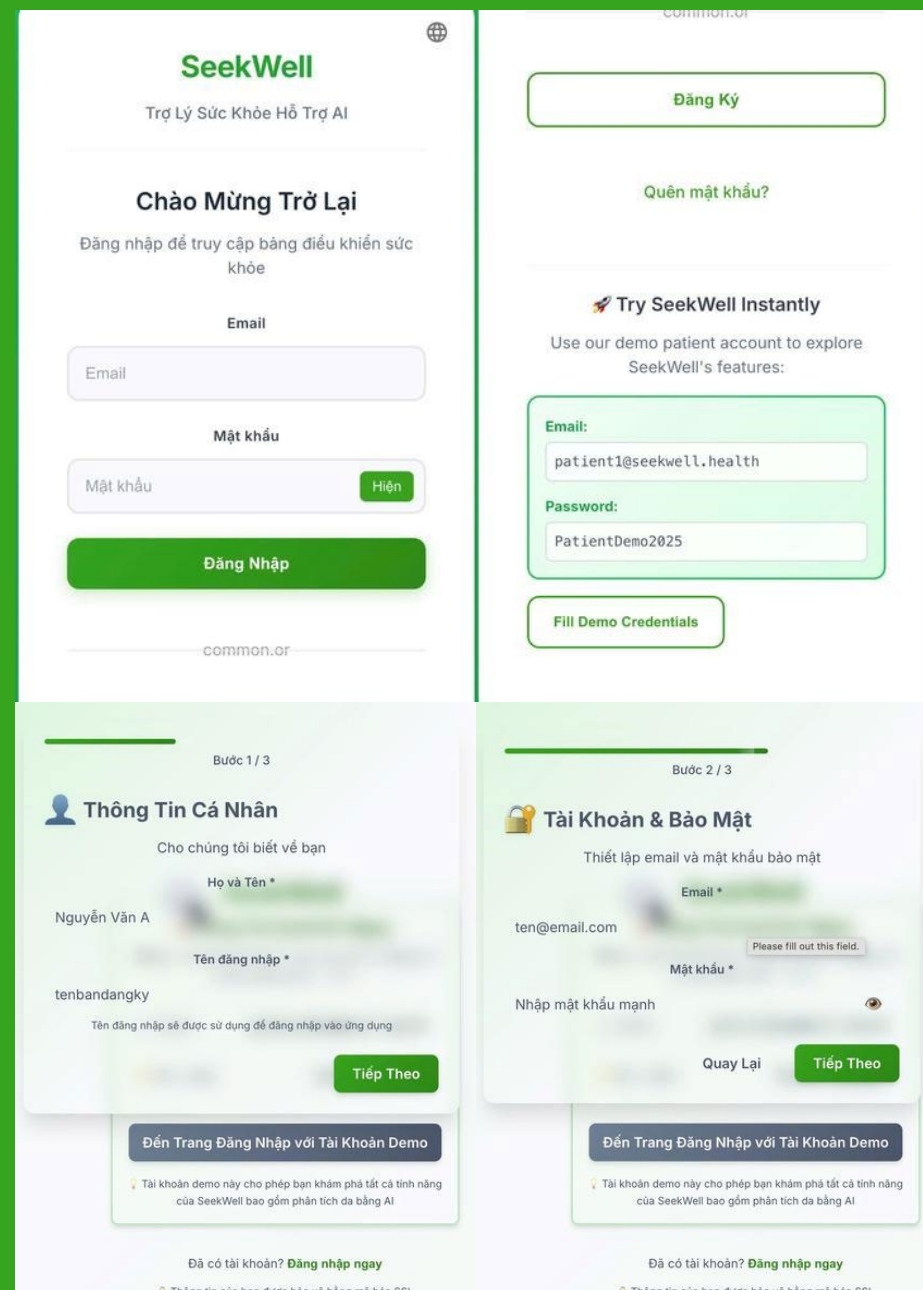 SeekWell
Trợ Lý Sức Khỏe Hỗ Trợ AI
Chào Mừng Trở Lại
Đăng nhập để truy cập bảng điều khiển sức
khỏe
Email
Email
Mật khẩu
Mật khẩu
Hiện
Đăng Nhập
common.or
common.or
Đăng Ký
Quên mật khẩu?
🚀 Try SeekWell Instantly
Use our demo patient account to explore
SeekWell's features:
Email:
patient1@seekwell.health
Password:
PatientDemo2025
Fill Demo Credentials
Bước 1 / 3
Thông Tin Cá Nhân
Cho chúng tôi biết về bạn
Họ và Tên *
Nguyễn Văn A
Tên đăng nhập *
tenbandangky
Tên đăng nhập sẽ được sử dụng để đăng nhập vào ứng dụng
Tiếp Theo
Đến Trang Đăng Nhập với Tài Khoản Demo
💡 Tài khoản demo này cho phép bạn khám phá tất cả tính năng
của SeekWell bao gồm phân tích da bằng AI
Đã có tài khoản? Đăng nhập ngay
Bước 2 / 3
Tài Khoản & Bảo Mật
Thiết lập email và mật khẩu bảo mật
Email *
ten@email.com
Please fill out this field.
Mật khẩu *
Nhập mật khẩu mạnh
Quay Lại
Tiếp Theo
Đến Trang Đăng Nhập với Tài Khoản Demo
💡 Tài khoản demo này cho phép bạn khám phá tất cả tính năng
của SeekWell bao gồm phân tích da bằng AI
Đã có tài khoản? Đăng nhập ngay